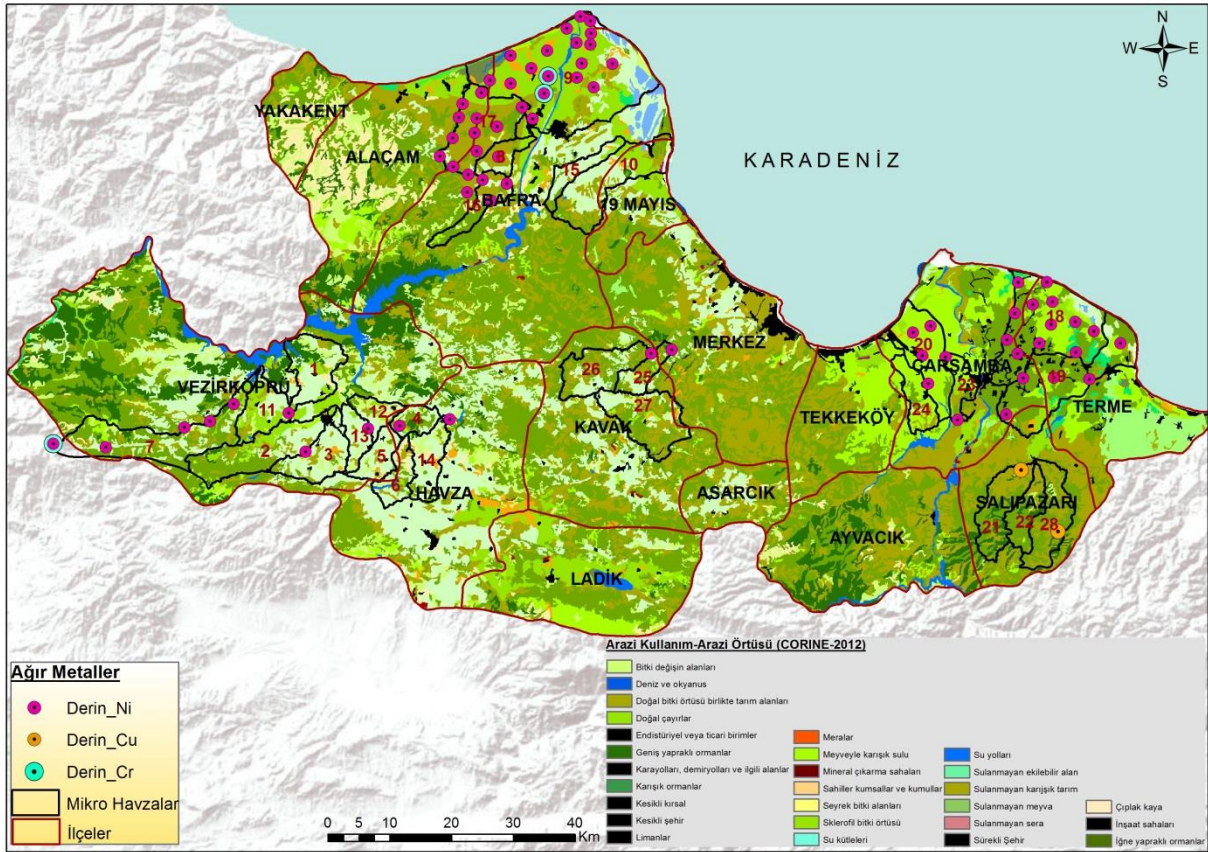 N
W E
S
YAKAKENT
ALAÇAM
BAFRA
19 MAYIS
KARADENİZ
VEZİRKÖPRÜ
MERKEZ
KAVAK
HAVZA
LADİK
ASARCIK
TEKKEKÖY
ÇARŞAMBA
TERME
SALIPAZARI
AYVACIK
9
17
8
15
10
16
1
11
7
2
3
12
13
4
5
14
6
26
25
27
20
18
19
23
24
21
22
28
Ağır Metaller
Derin_Ni
Derin_Cu
Derin_Cr
Mikro Havzalar
İlçeler
0 5 10 20 30 40
Km
Arazi Kullanım-Arazi Örtüsü (CORINE-2012)
Bitki değişin alanları
Deniz ve okyanus
Doğal bitki örtüsü birlikte tarım alanları
Doğal çayırlar
Endistüriyel veya ticari birimler
Geniş yapraklı ormanlar
Karayolları, demiryolları ve ilgili alanlar
Karışık ormanlar
Kesikli kırsal
Kesikli şehir
Limanlar
Meralar
Meyveyle karışık sulu
Mineral çıkarma sahaları
Sahiller kumsallar ve kumullar
Seyrek bitki alanları
Sklerofil bitki örtüsü
Su kütleleri
Su yolları
Sulanmayan ekilebilir alan
Sulanmayan karışık tarım
Sulanmayan meyva
Sulanmayan sera
Sürekli Şehir
Çıplak kaya
İnşaat sahaları
İğne yapraklı ormanlar